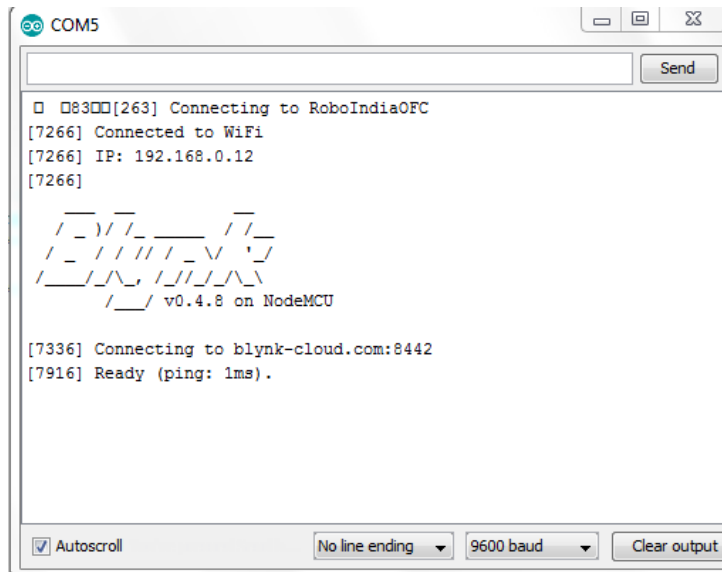 COM5
Send
83[263] Connecting to RoboIndiaOFC
[7266] Connected to WiFi
[7266] IP: 192.168.0.12
[7266]
Blynk
v0.4.8 on NodeMCU
[7336] Connecting to blynk-cloud.com:8442
[7916] Ready (ping: 1ms).
Autoscroll
No line ending
9600 baud
Clear output